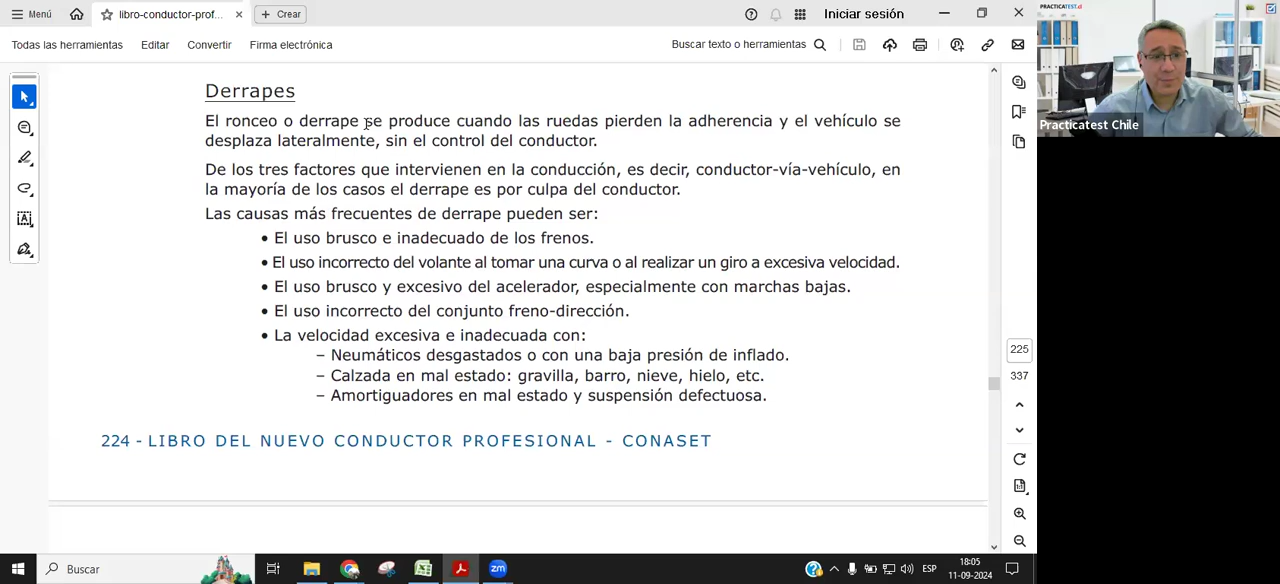 Menú
libro-conductor-prof...
Crear
Iniciar sesión
Todas las herramientas
Editar
Convertir
Firma electrónica
Buscar texto o herramientas
Derrapes
El ronceo o derrape se produce cuando las ruedas pierden la adherencia y el vehículo se
desplaza lateralmente, sin el control del conductor.
De los tres factores que intervienen en la conducción, es decir, conductor-vía-vehículo, en
la mayoría de los casos el derrape es por culpa del conductor.
Las causas más frecuentes de derrape pueden ser:
• El uso brusco e inadecuado de los frenos.
• El uso incorrecto del volante al tomar una curva o al realizar un giro a excesiva velocidad.
• El uso brusco y excesivo del acelerador, especialmente con marchas bajas.
• El uso incorrecto del conjunto freno-dirección.
• La velocidad excesiva e inadecuada con:
– Neumáticos desgastados o con una baja presión de inflado.
– Calzada en mal estado: gravilla, barro, nieve, hielo, etc.
– Amortiguadores en mal estado y suspensión defectuosa.
224 - LIBRO DEL NUEVO CONDUCTOR PROFESIONAL - CONASET
225
337
PRACTICATEST.cl
Practicatest Chile
Buscar
zm
ESP
18:05
11-09-2024